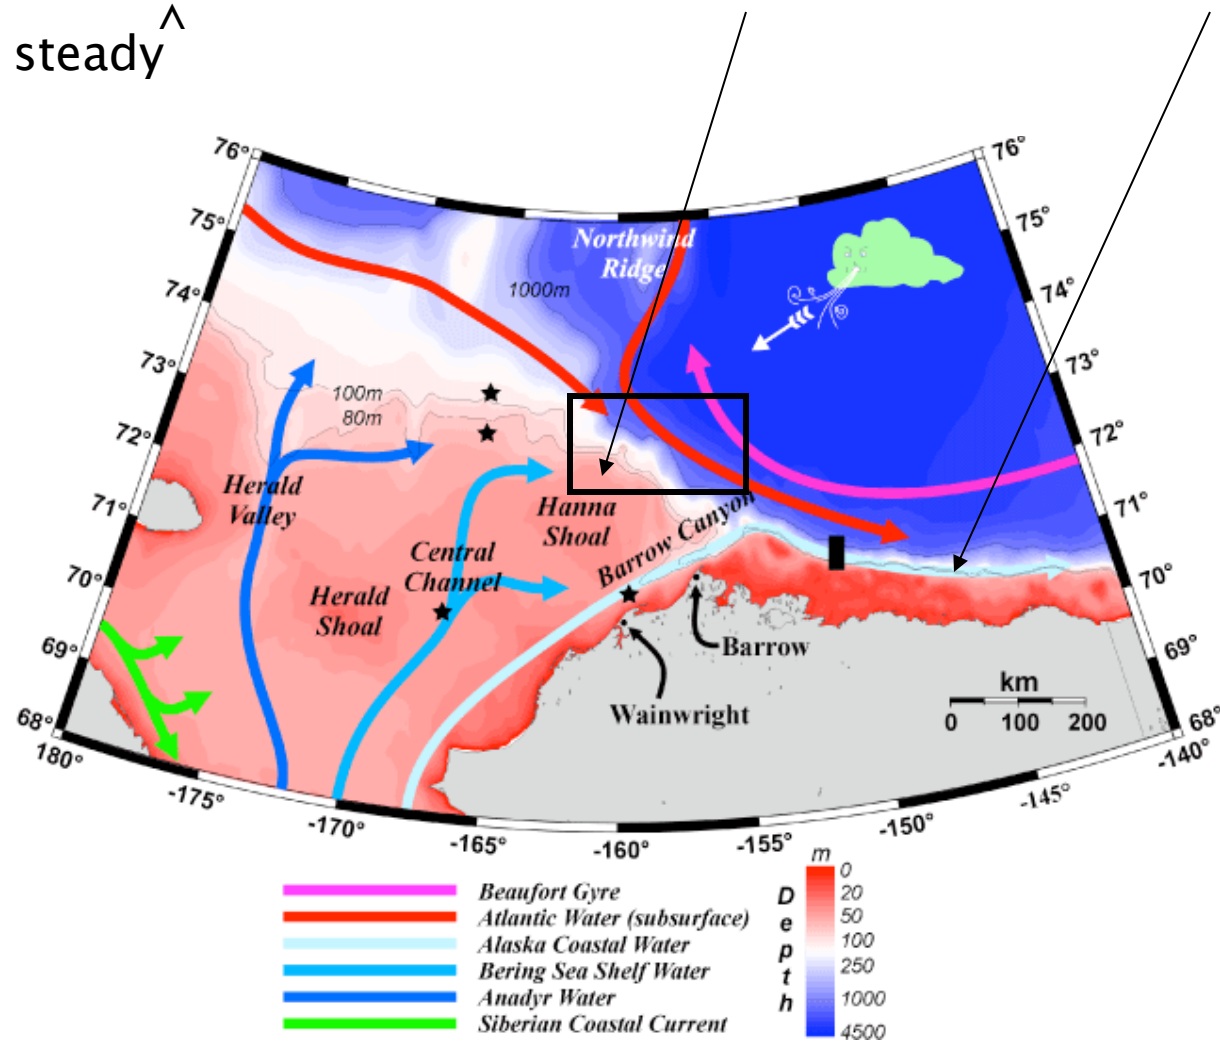 ^
steady
76°
76°
75°
75°
Northwind
Ridge
74°
1000m
74°
73°
73°
100m
80m
72°
72°
Herald
Valley
71°
Hanna
Shoal
Barrow Canyon
71°
Central
Channel
70°
70°
Herald
Shoal
69°
Barrow
69°
km
0 100 200
Wainwright
68°
68°
180°
-140°
-175°
-145°
-170°
-150°
-165°
-155°
-160°
Beaufort Gyre
Atlantic Water (subsurface)
Alaska Coastal Water
Bering Sea Shelf Water
Anadyr Water
Siberian Coastal Current
Depth
m
0
20
50
100
250
1000
4500